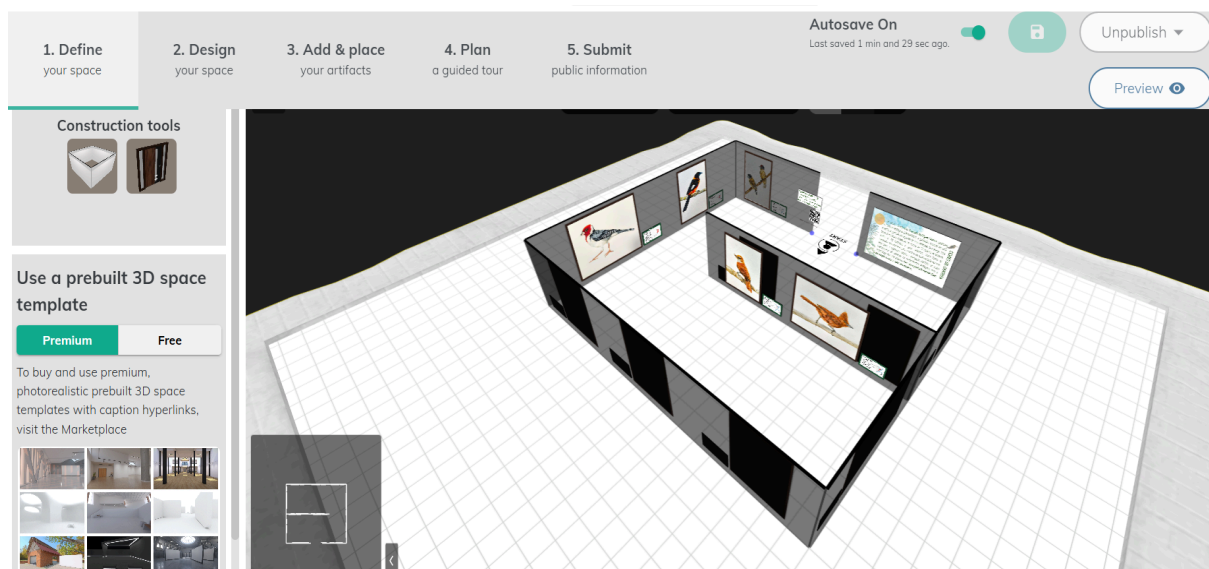 1. Define
your space
2. Design
your space
3. Add & place
your artifacts
4. Plan
a guided tour
5. Submit
public information
Autosave On
Last saved 1 min and 29 sec ago.
Unpublish
Preview
Construction tools
Use a prebuilt 3D space
template
Premium
Free
To buy and use premium,
photorealistic prebuilt 3D space
templates with caption hyperlinks,
visit the Marketplace
START